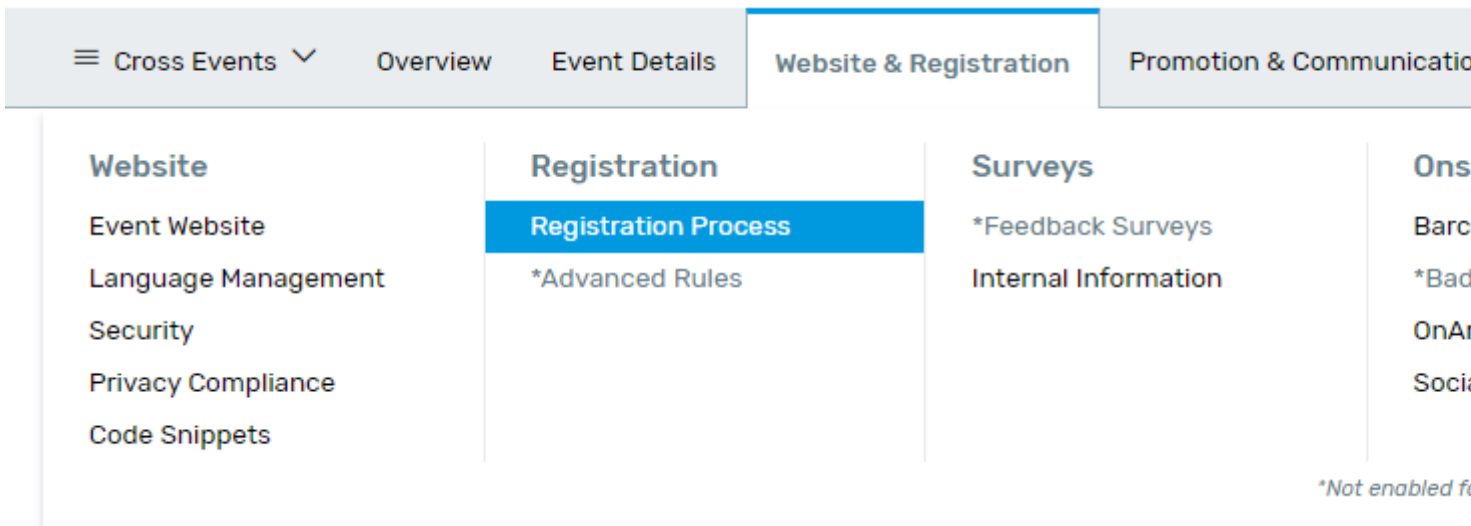 Cross Events Overview Event Details Website & Registration Promotion &
Website Registration Surveys
Event Website Registration Process *Feedback Surveys
Language Management *Advanced Rules Internal Information
Security
Privacy Compliance
Code Snippets
*Not enabled